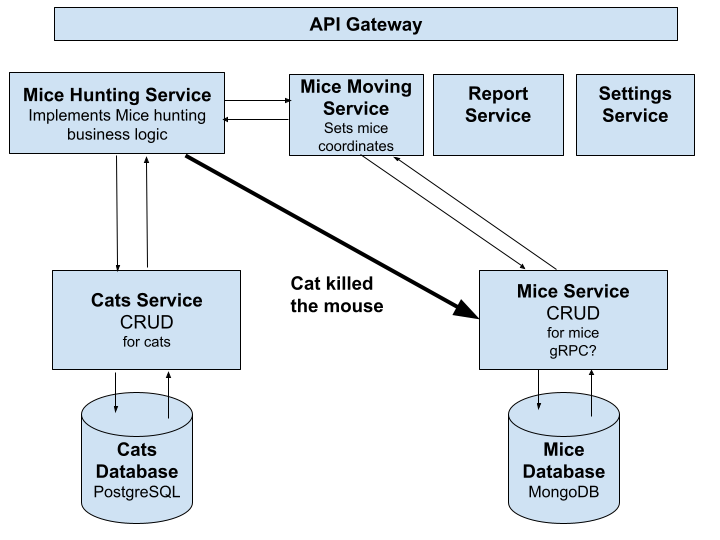 API Gateway
Mice Hunting Service
Implements Mice hunting
business logic
Mice Moving
Service
Sets mice
coordinates
Report
Service
Settings
Service
Cat killed
the mouse
Cats Service
CRUD
for cats
Mice Service
CRUD
for mice
gRPC?
Cats
Database
PostgreSQL
Mice
Database
MongoDB